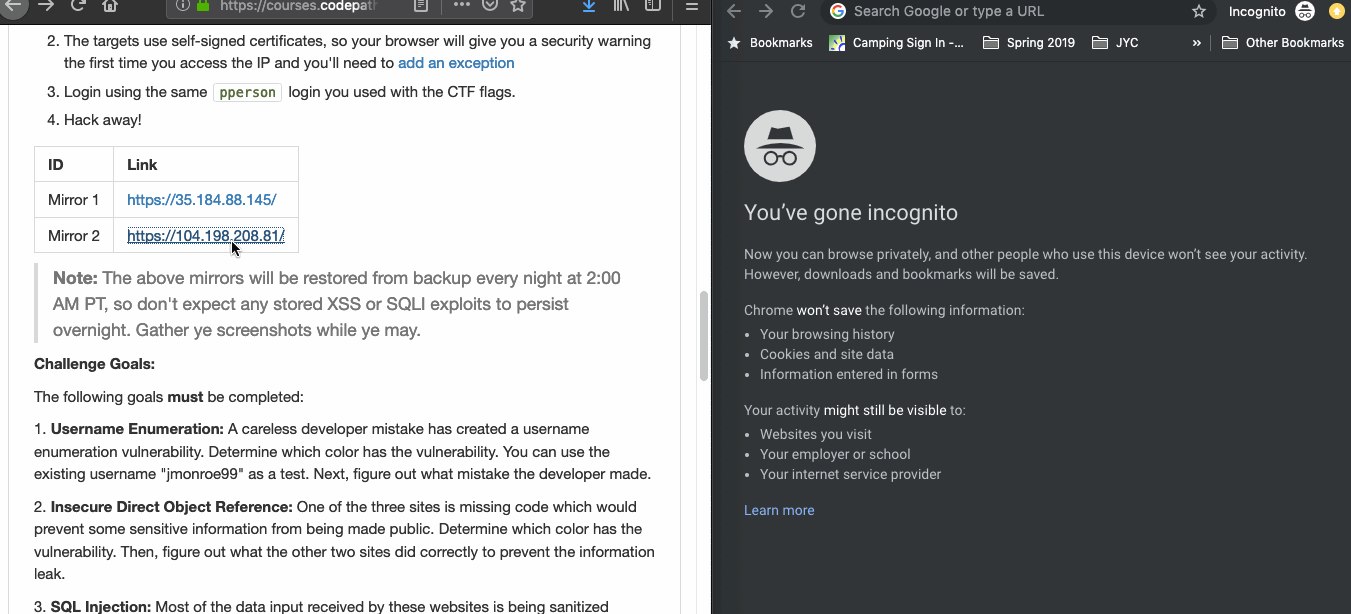 https://courses.codepath
2. The targets use self-signed certificates, so your browser will give you a security warning
the first time you access the IP and you'll need to add an exception
3. Login using the same pperson login you used with the CTF flags.
4. Hack away!
ID Link
Mirror 1 https://35.184.88.145/
Mirror 2 https://104.198.208.81/
Note: The above mirrors will be restored from backup every night at 2:00
AM PT, so don't expect any stored XSS or SQLI exploits to persist
overnight. Gather ye screenshots while ye may.
Challenge Goals:
The following goals must be completed:
1. Username Enumeration: A careless developer mistake has created a username
enumeration vulnerability. Determine which color has the vulnerability. You can use the
existing username "jmonroe99" as a test. Next, figure out what mistake the developer made.
2. Insecure Direct Object Reference: One of the three sites is missing code which would
prevent some sensitive information from being made public. Determine which color has the
vulnerability. Then, figure out what the other two sites did correctly to prevent the information
leak.
3. SQL Injection: Most of the data input received by these websites is being sanitized
Search Google or type a URL
Incognito
Bookmarks Camping Sign In -... Spring 2019 JYC » Other Bookmarks
You’ve gone incognito
Now you can browse privately, and other people who use this device won’t see your activity.
However, downloads and bookmarks will be saved.
Chrome won’t save the following information:
• Your browsing history
• Cookies and site data
• Information entered in forms
Your activity might still be visible to:
• Websites you visit
• Your employer or school
• Your internet service provider
Learn more